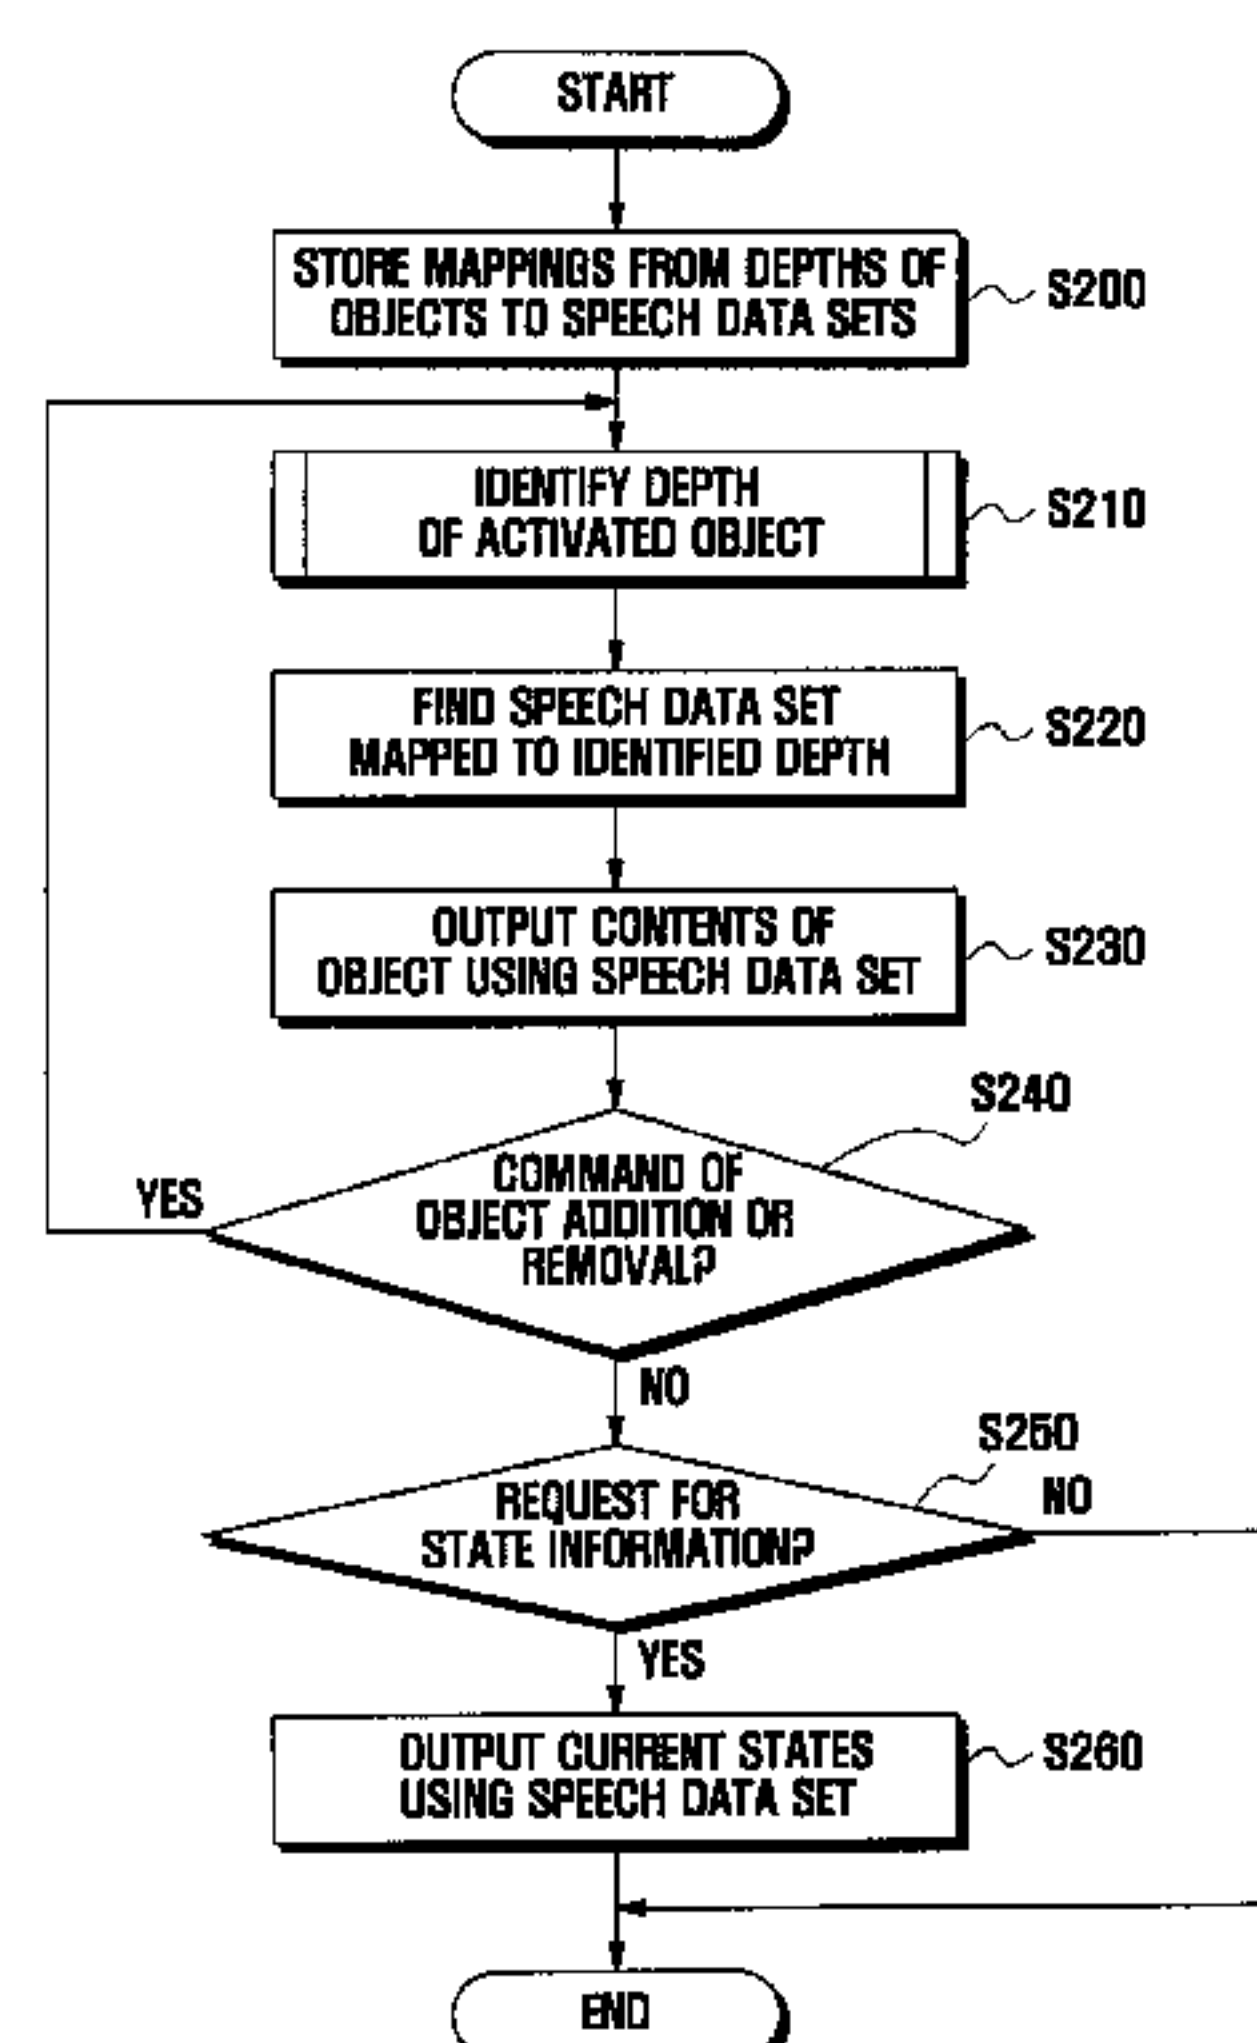 START
STORE MAPPINGS FROM DEPTHS OF
OBJECTS TO SPEECH DATA SETS
S200
IDENTIFY DEPTH
OF ACTIVATED OBJECT
S210
FIND SPEECH DATA SET
MAPPED TO IDENTIFIED DEPTH
S220
OUTPUT CONTENTS OF
OBJECT USING SPEECH DATA SET
S230
S240
COMMAND OF
OBJECT ADDITION OR
REMOVAL?
YES
NO
S250
REQUEST FOR
STATE INFORMATION?
NO
YES
OUTPUT CURRENT STATES
USING SPEECH DATA SET
S260
END